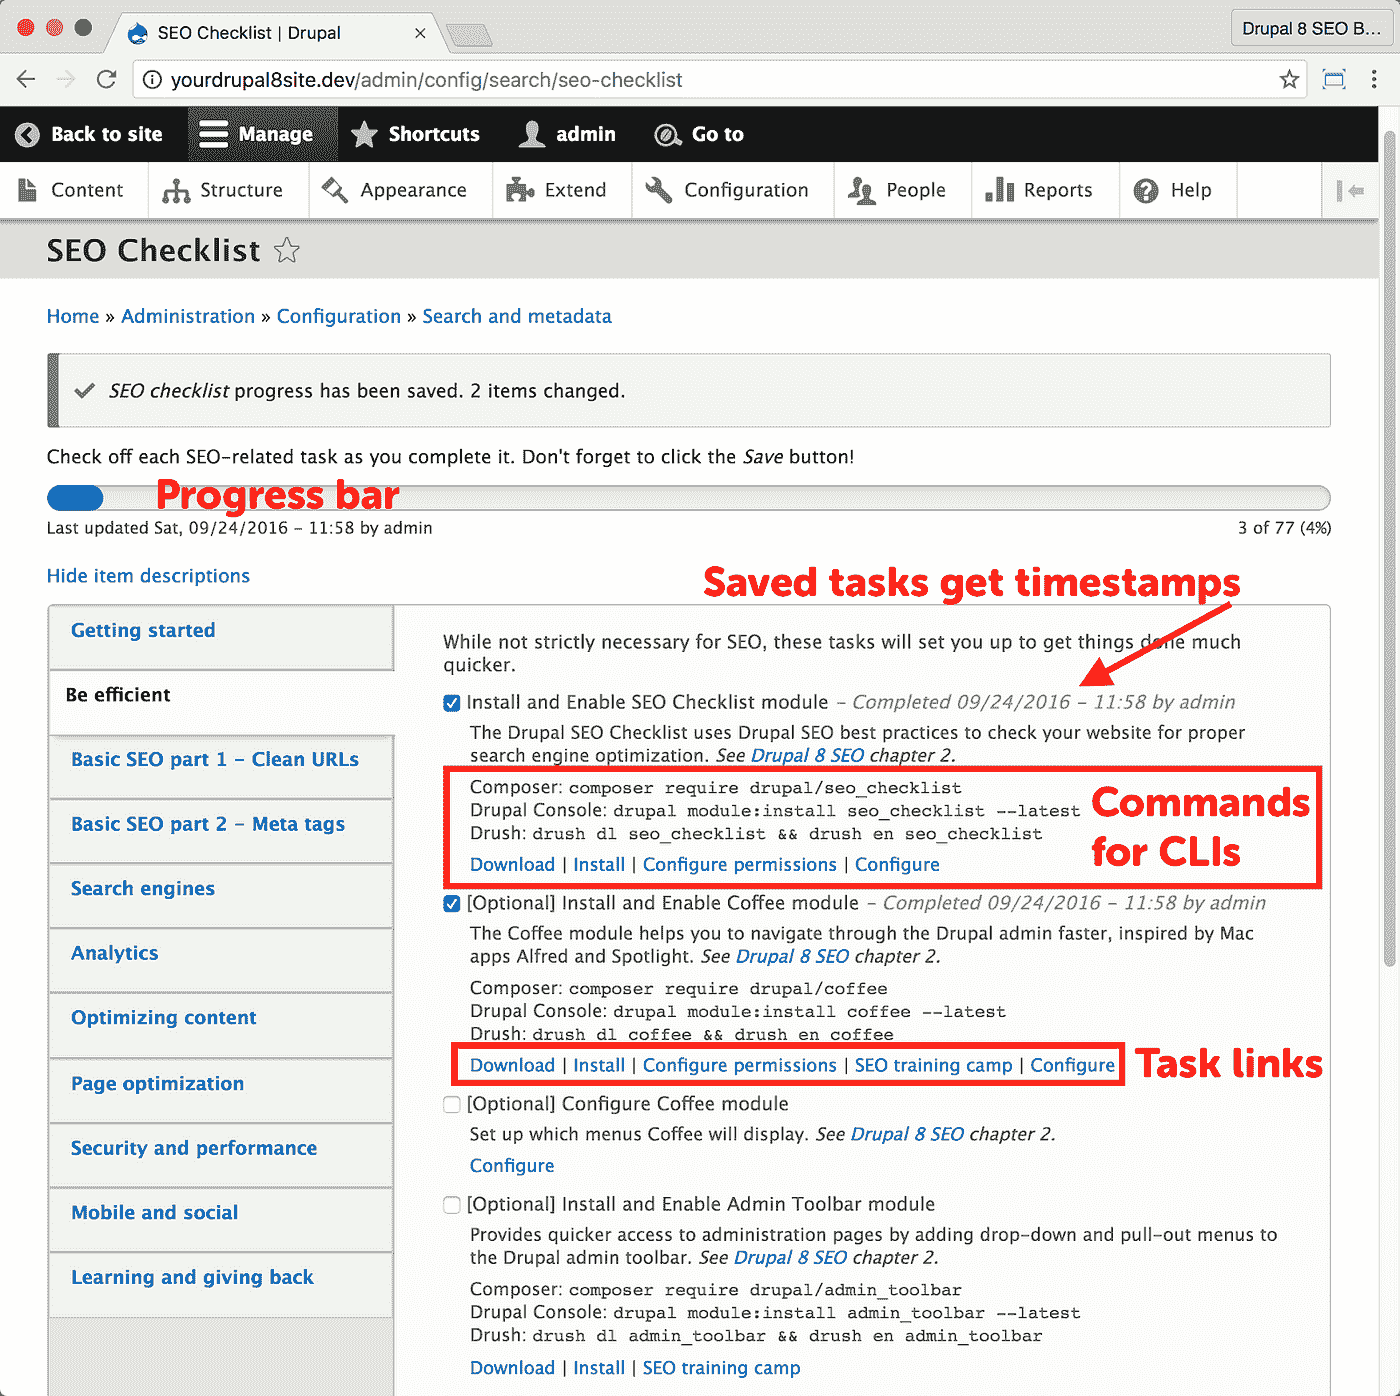 SEO Checklist | Drupal
Drupal 8 SEO B...
yourdrupal8site.dev/admin/config/search/seo-checklist
Back to site Manage Shortcuts admin Go to
Content Structure Appearance Extend Configuration People Reports Help
SEO Checklist
Home » Administration » Configuration » Search and metadata
SEO checklist progress has been saved. 2 items changed.
Check off each SEO-related task as you complete it. Don't forget to click the Save button!
Progress bar
Last updated Sat, 09/24/2016 - 11:58 by admin
3 of 77 (4%)
Hide item descriptions
Saved tasks get timestamps
Getting started
Be efficient
Basic SEO part 1 - Clean URLs
Basic SEO part 2 - Meta tags
Search engines
Analytics
Optimizing content
Page optimization
Security and performance
Mobile and social
Learning and giving back
While not strictly necessary for SEO, these tasks will set you up to get things done much
quicker.
Install and Enable SEO Checklist module - Completed 09/24/2016 - 11:58 by admin
The Drupal SEO Checklist uses Drupal SEO best practices to check your website for proper
search engine optimization. See Drupal 8 SEO chapter 2.
Composer: composer require drupal/seo_checklist
Drupal Console: drupal module:install seo_checklist --latest
Drush: drush dl seo_checklist && drush en seo_checklist
Download | Install | Configure permissions | Configure
Commands
for CLIs
[Optional] Install and Enable Coffee module - Completed 09/24/2016 - 11:58 by admin
The Coffee module helps you to navigate through the Drupal admin faster, inspired by Mac
apps Alfred and Spotlight. See Drupal 8 SEO chapter 2.
Composer: composer require drupal/coffee
Drupal Console: drupal module:install coffee --latest
Drush: drush dl coffee && drush en coffee
Download | Install | Configure permissions | SEO training camp | Configure
Task links
[Optional] Configure Coffee module
Set up which menus Coffee will display. See Drupal 8 SEO chapter 2.
Configure
[Optional] Install and Enable Admin Toolbar module
Provides quicker access to administration pages by adding drop-down and pull-out menus to
the Drupal admin toolbar. See Drupal 8 SEO chapter 2.
Composer: composer require drupal/admin_toolbar
Drupal Console: drupal module:install admin_toolbar --latest
Drush: drush dl admin_toolbar && drush en admin_toolbar
Download | Install | SEO training camp